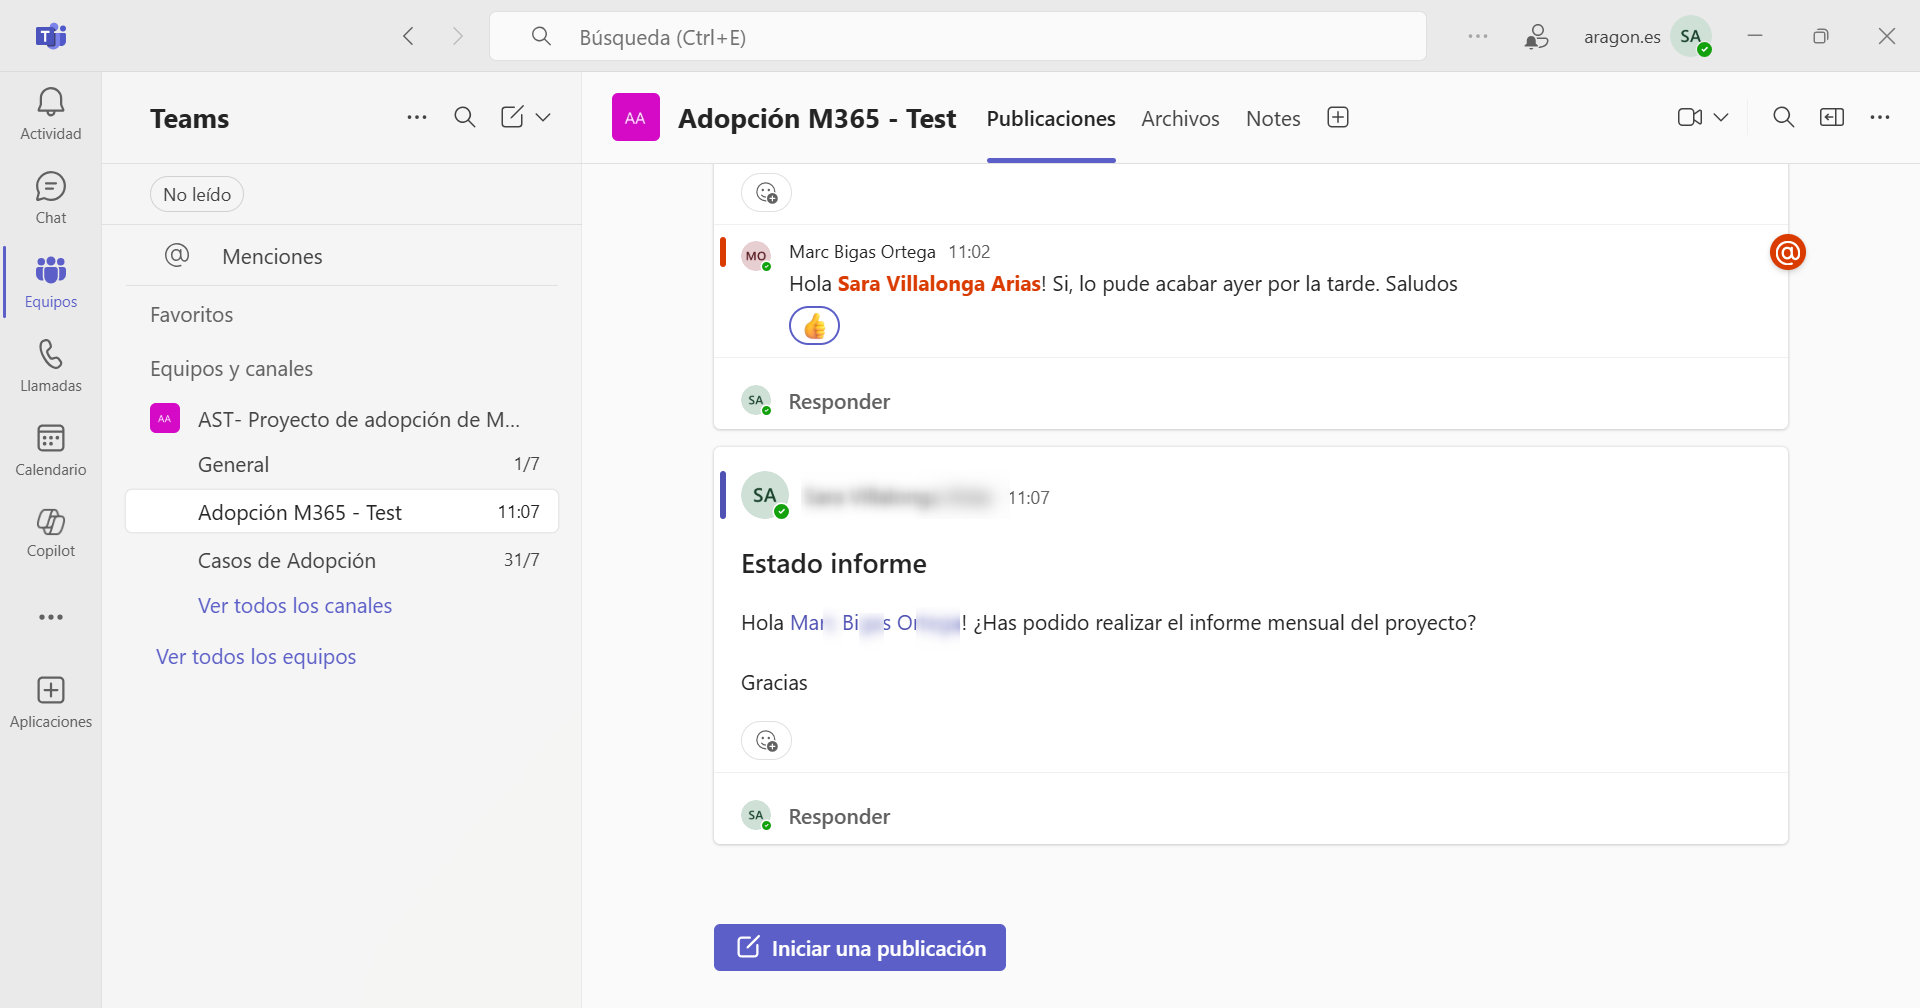 Búsqueda (Ctrl+E)
aragon.es
SA
Actividad
Chat
Equipos
Llamadas
Calendario
Copilot
Aplicaciones
Teams
No leído
@ Menciones
Favoritos
Equipos y canales
AA AST- Proyecto de adopción de M...
General 1/7
Adopción M365 - Test 11:07
Casos de Adopción 31/7
Ver todos los canales
Ver todos los equipos
AA Adopción M365 - Test Publicaciones Archivos Notes
MO Marc Bigas Ortega 11:02
@
Hola Sara Villalonga Arias! Si, lo pude acabar ayer por la tarde. Saludos
SA Responder
SA 11:07
Estado informe
Hola ! ¿Has podido realizar el informe mensual del proyecto?
Gracias
SA Responder
Iniciar una publicación